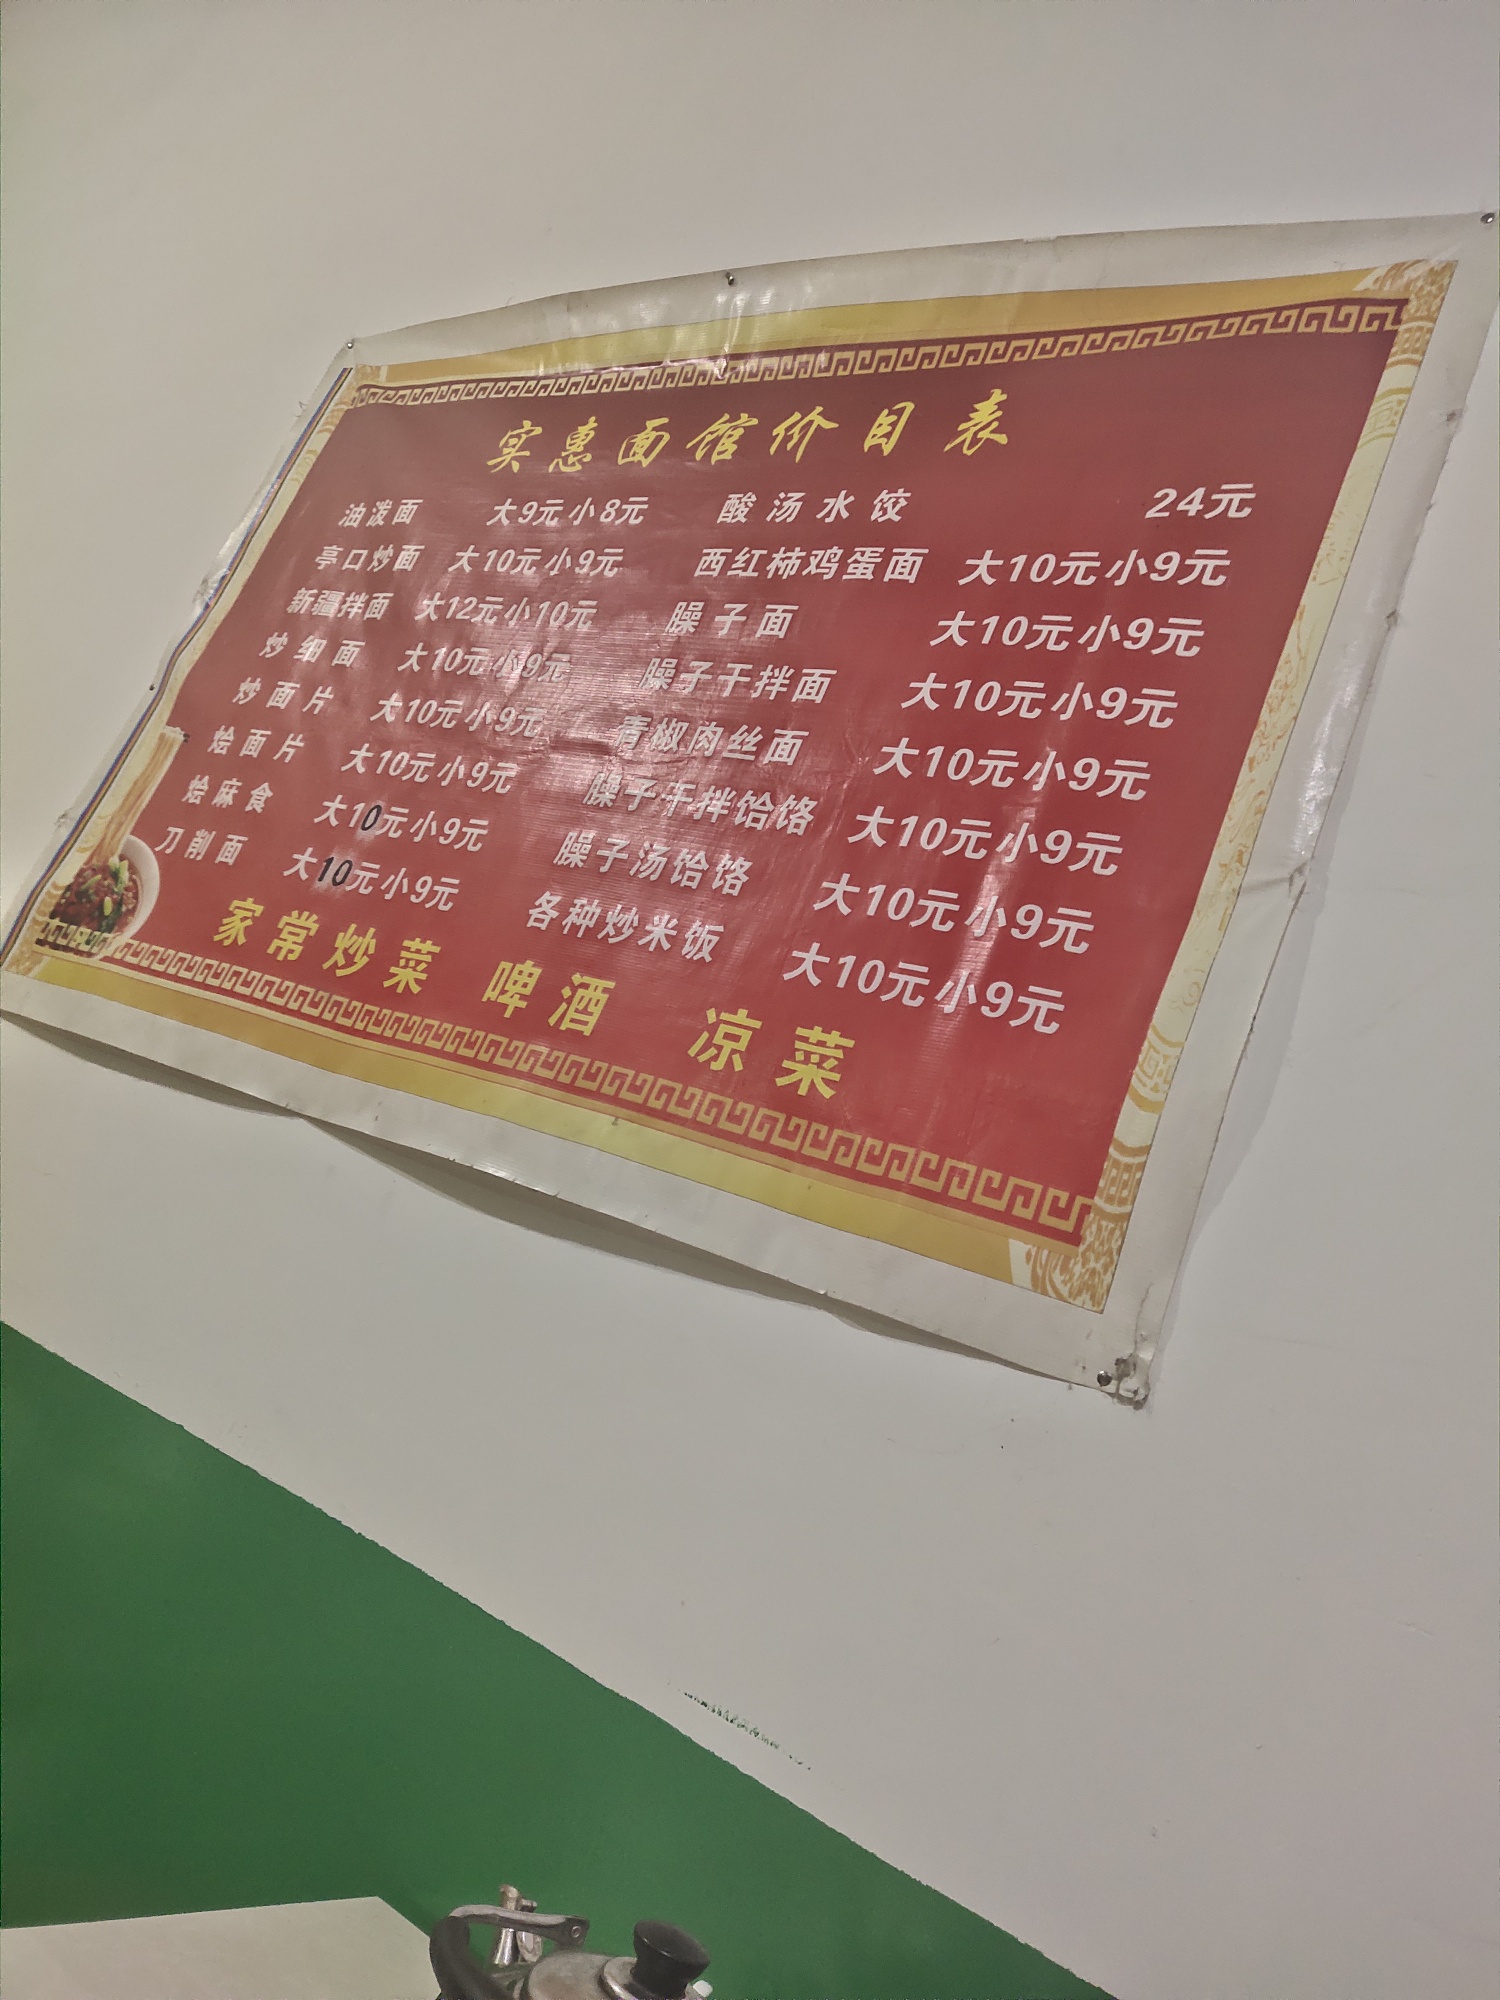 实惠面馆价目表
油泼面 大9元小8元 酸汤水饺 24元
亭口炒面 大10元小9元 西红柿鸡蛋面 大10元小9元
新疆拌面 大12元小10元 臊子面 大10元小9元
炒细面 大10元小9元 臊子干拌面 大10元小9元
炒面片 大10元小9元 青椒肉丝面 大10元小9元
烩面片 大10元小9元 臊子干拌饸饹 大10元小9元
烩麻食 大10元小9元 臊子汤饸饹 大10元小9元
刀削面 大10元小9元 各种炒米饭 大10元小9元
家常炒菜 啤酒 凉菜